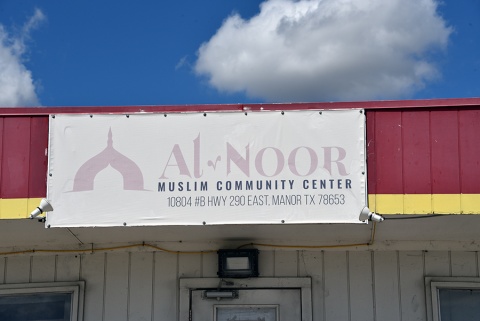 Al-Noor
MUSLIM COMMUNITY CENTER
10804 #B HWY 290 EAST, MANOR TX 78653